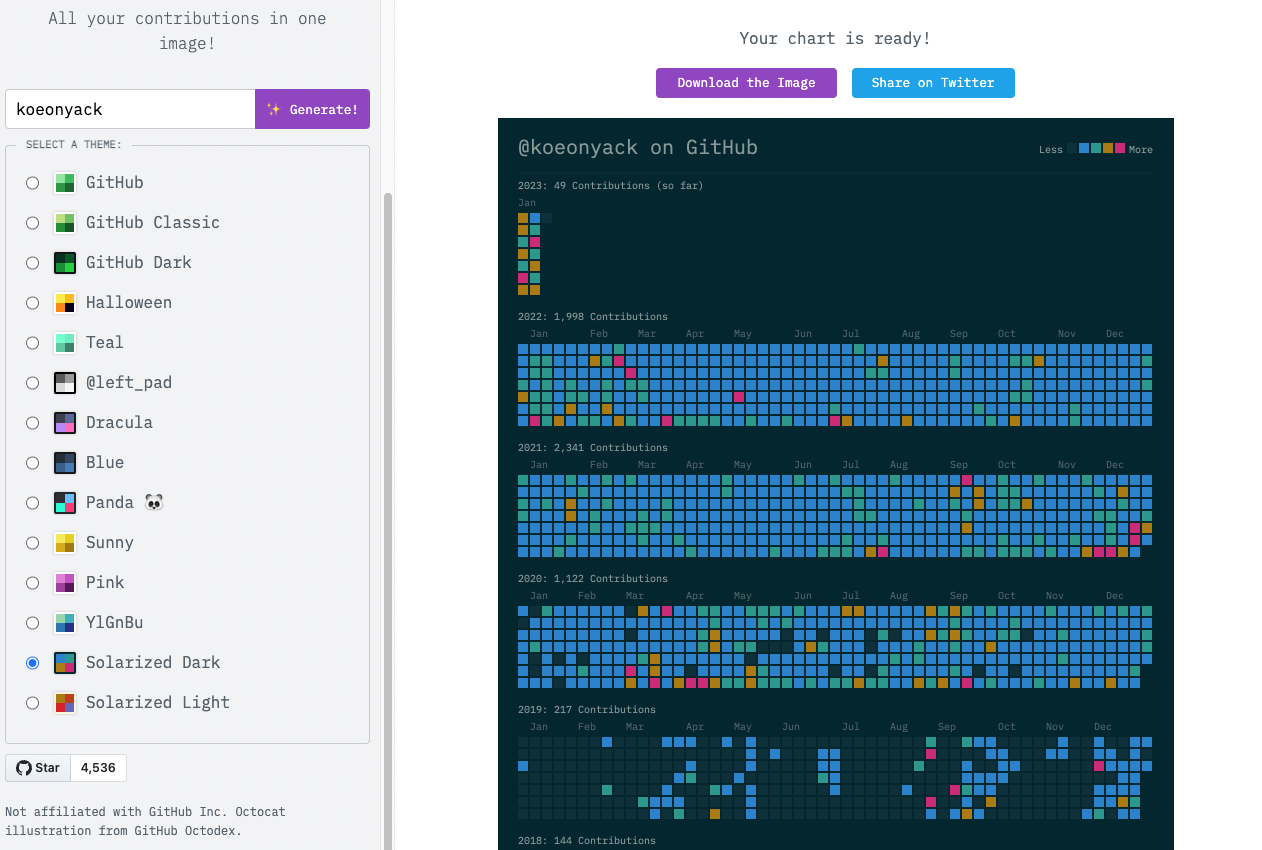 All your contributions in one
image!
koeonyack
✨ Generate!
SELECT A THEME:
GitHub
GitHub Classic
GitHub Dark
Halloween
Teal
@left_pad
Dracula
Blue
Panda 🐼
Sunny
Pink
YlGnBu
Solarized Dark
Solarized Light
Star 4,536
Not affiliated with GitHub Inc. Octocat
illustration from GitHub Octodex.
Your chart is ready!
Download the Image
Share on Twitter
@koeonyack on GitHub
Less More
2023: 49 Contributions (so far)
Jan
2022: 1,998 Contributions
Jan Feb Mar Apr May Jun Jul Aug Sep Oct Nov Dec
2021: 2,341 Contributions
Jan Feb Mar Apr May Jun Jul Aug Sep Oct Nov Dec
2020: 1,122 Contributions
Jan Feb Mar Apr May Jun Jul Aug Sep Oct Nov Dec
2019: 217 Contributions
Jan Feb Mar Apr May Jun Jul Aug Sep Oct Nov Dec
2018: 144 Contributions